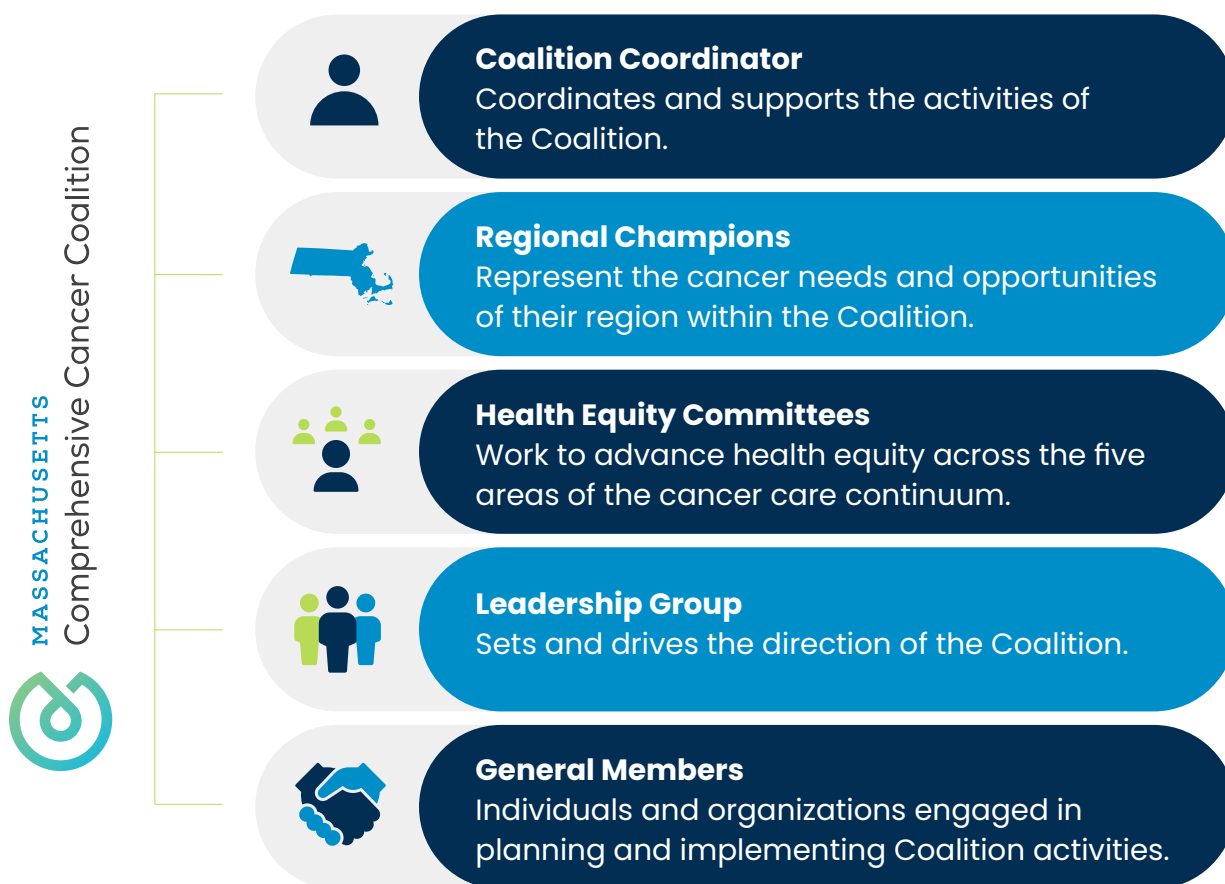 MASSACHUSETTS
Comprehensive Cancer Coalition
Coalition Coordinator
Coordinates and supports the activities of
the Coalition.
Regional Champions
Represent the cancer needs and opportunities
of their region within the Coalition.
Health Equity Committees
Work to advance health equity across the five
areas of the cancer care continuum.
Leadership Group
Sets and drives the direction of the Coalition.
General Members
Individuals and organizations engaged in
planning and implementing Coalition activities.